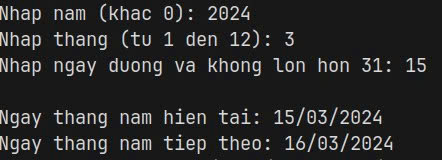 Nhap nam (khac 0): 2024
Nhap thang (tu 1 den 12): 3
Nhap ngay duong va khong lon hon 31: 15
Ngay thang nam hien tai: 15/03/2024
Ngay thang nam tiep theo: 16/03/2024